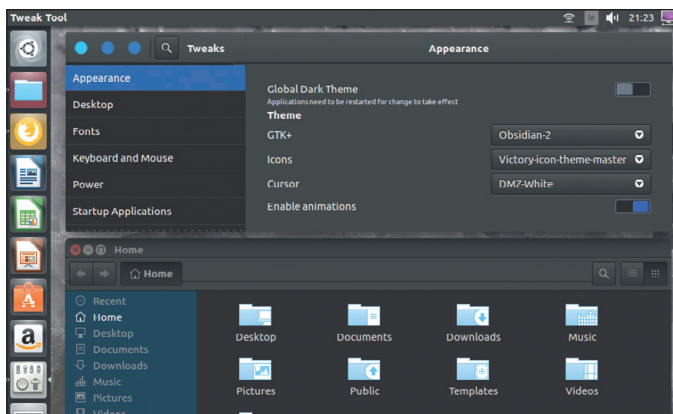 Tweak Tool
21:23
Tweaks
Appearance
Appearance
Desktop
Fonts
Keyboard and Mouse
Power
Startup Applications
Global Dark Theme
Applications need to be restarted for change to take effect
Theme
GTK+
Obsidian-2
Icons
Victory-icon-theme-master
Cursor
DMZ-White
Enable animations
Home
Home
Recent
Home
Desktop
Documents
Downloads
Music
Pictures
Videos
Desktop
Documents
Downloads
Music
Pictures
Public
Templates
Videos
A
a